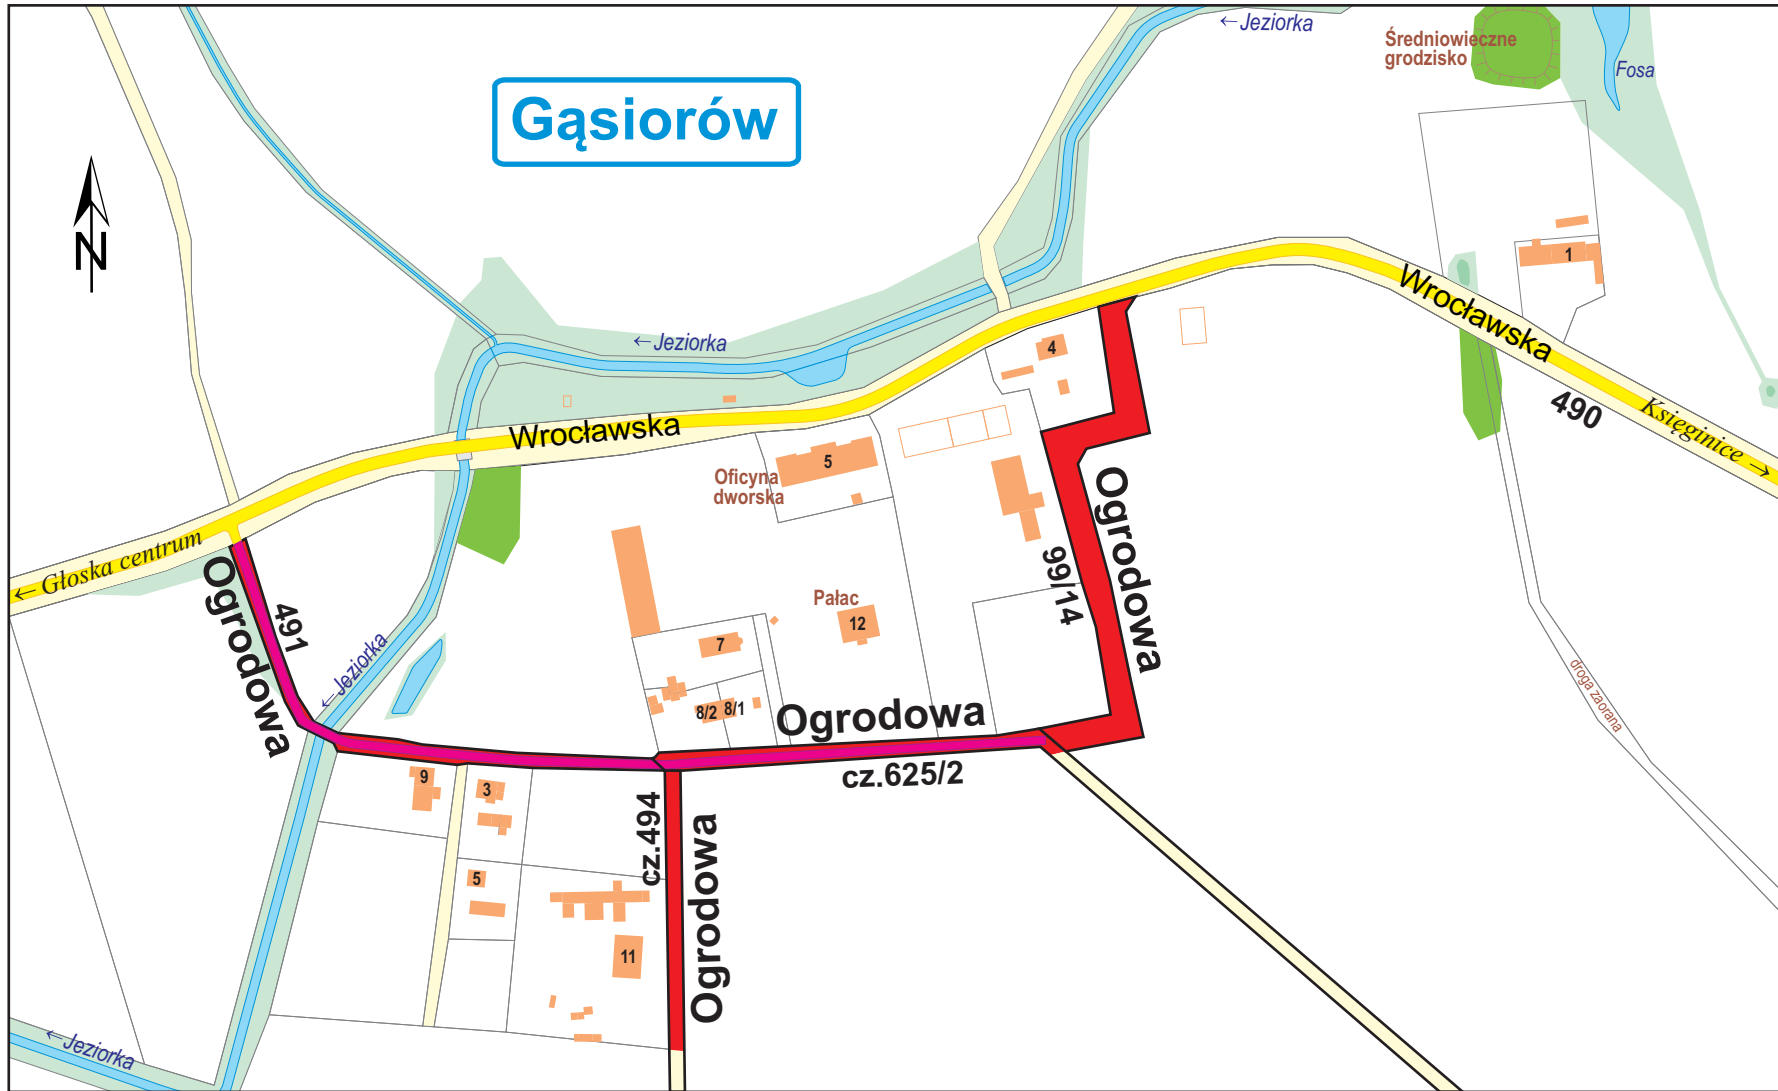 ← Jeziorka
Średniowieczne
grodzisko
Fosa
Gąsiorów
N
1
Wrocławska
← Jeziorka
4
490
Księginice →
Wrocławska
5
Oficyna
dworska
Ogrodowa
← Głoska centrum
Ogrodowa
491
99/14
Pałac
12
7
← Jeziorka
droga zaorana
8/2
8/1
Ogrodowa
cz.625/2
9
3
cz.494
Ogropowa
5
11
← Jeziorka